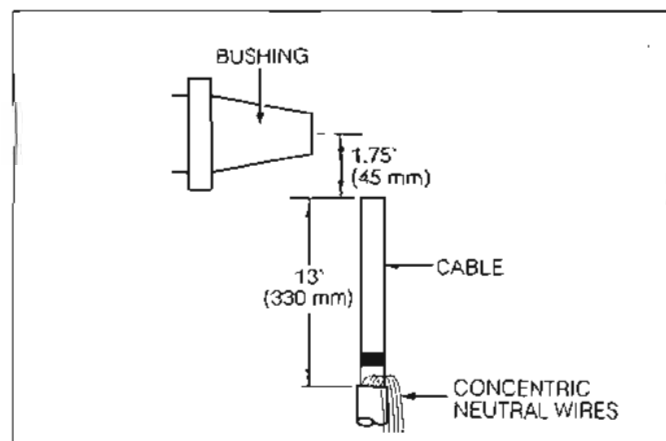 BUSHING
1.75"
(45 mm)
13"
(330 mm)
CABLE
CONCENTRIC
NEUTRAL WIRES